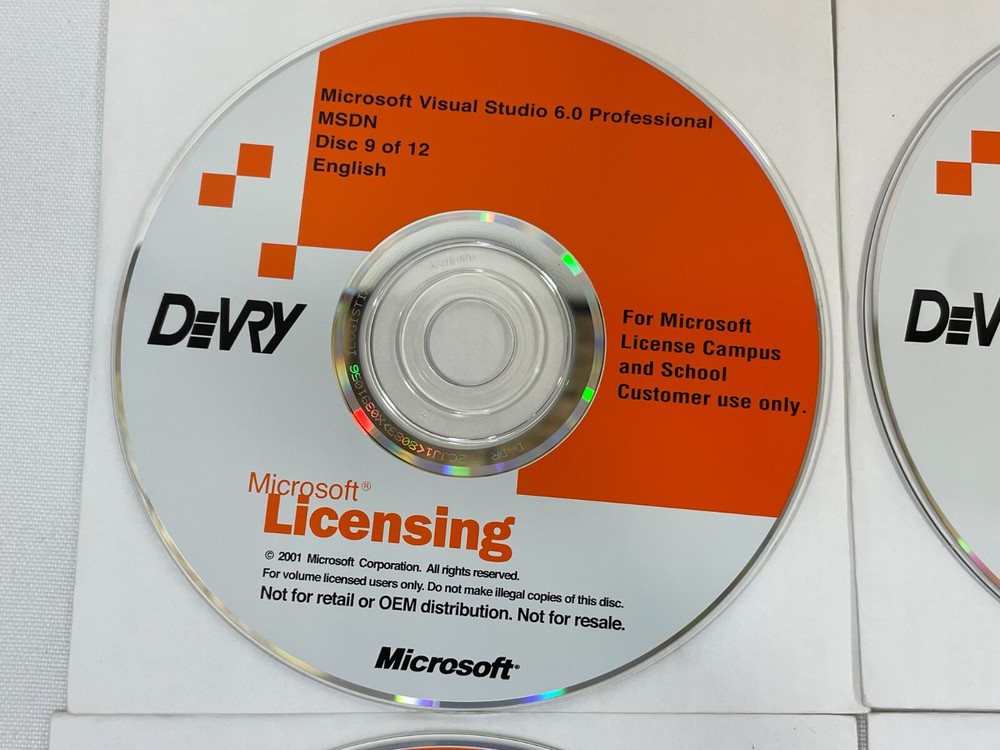 Microsoft Visual Studio 6.0 Professional
MSDN
Disc 9 of 12
English
DeVRY
DeV
For Microsoft
License Campus
and School
Customer use only.
Microsoft®
Licensing
© 2001 Microsoft Corporation. All rights reserved.
For volume licensed users only. Do not make illegal copies of this disc.
Not for retail or OEM distribution. Not for resale.
Microsoft®